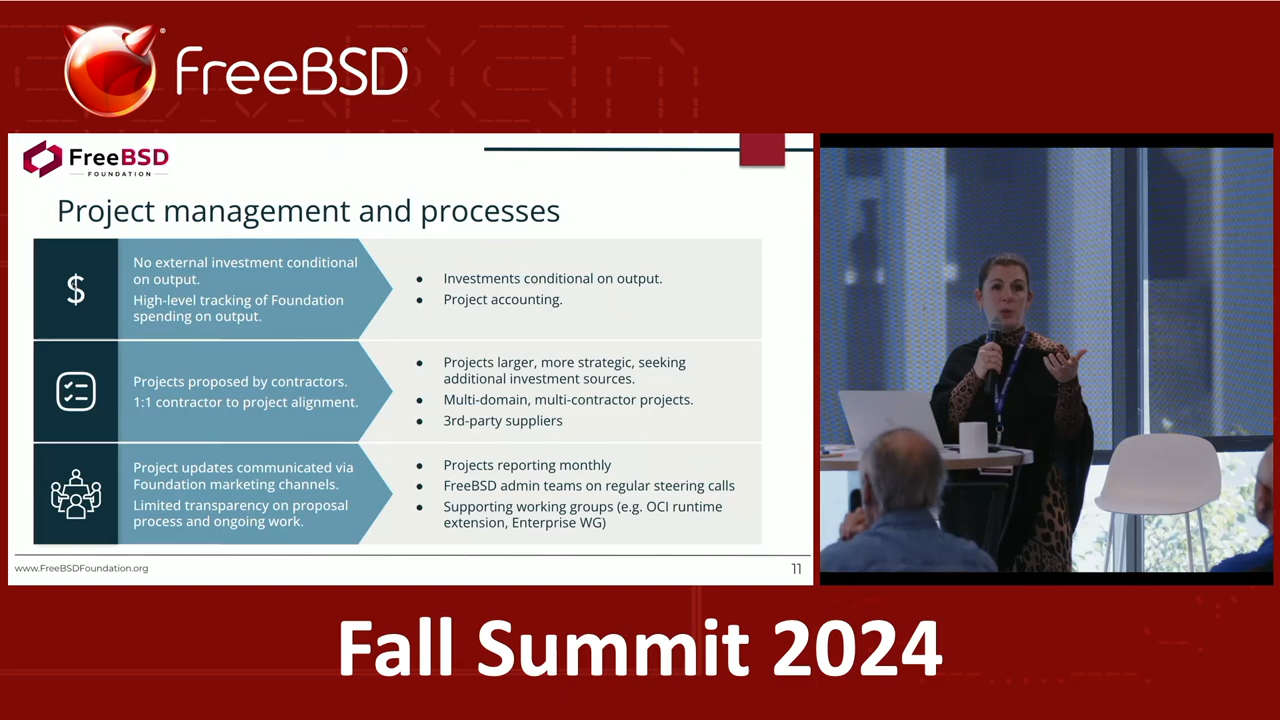 FreeBSD®
FreeBSD
FOUNDATION
Project management and processes
$
No external investment conditional
on output.
High-level tracking of Foundation
spending on output.
● Investments conditional on output.
● Project accounting.
Projects proposed by contractors.
1:1 contractor to project alignment.
● Projects larger, more strategic, seeking
additional investment sources.
● Multi-domain, multi-contractor projects.
● 3rd-party suppliers
Project updates communicated via
Foundation marketing channels.
Limited transparency on proposal
process and ongoing work.
● Projects reporting monthly
● FreeBSD admin teams on regular steering calls
● Supporting working groups (e.g. OCI runtime
extension, Enterprise WG)
www.FreeBSDFoundation.org
11
Fall Summit 2024